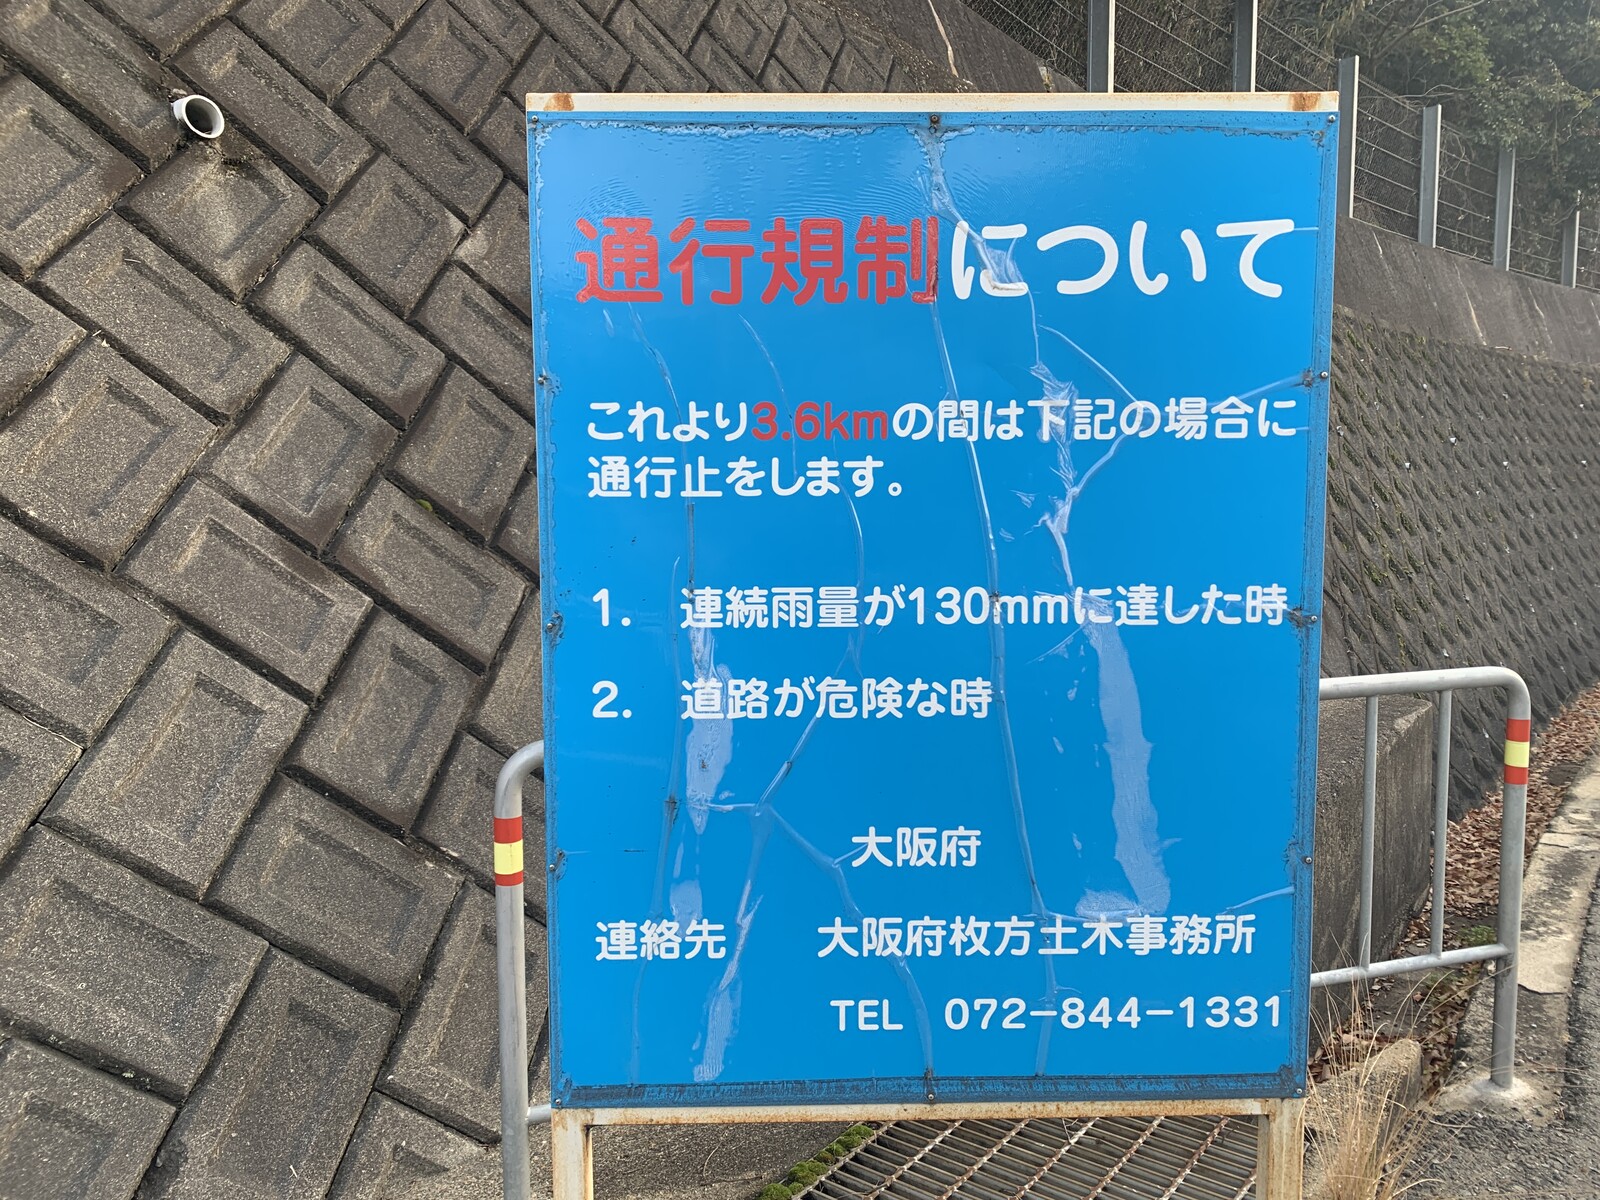 通行規制について
これより3.6kmの間は下記の場合に
通行止をします。
1. 連続雨量が130mmに達した時
2. 道路が危険な時
大阪府
連絡先 大阪府枚方土木事務所
TEL 072-844-1331